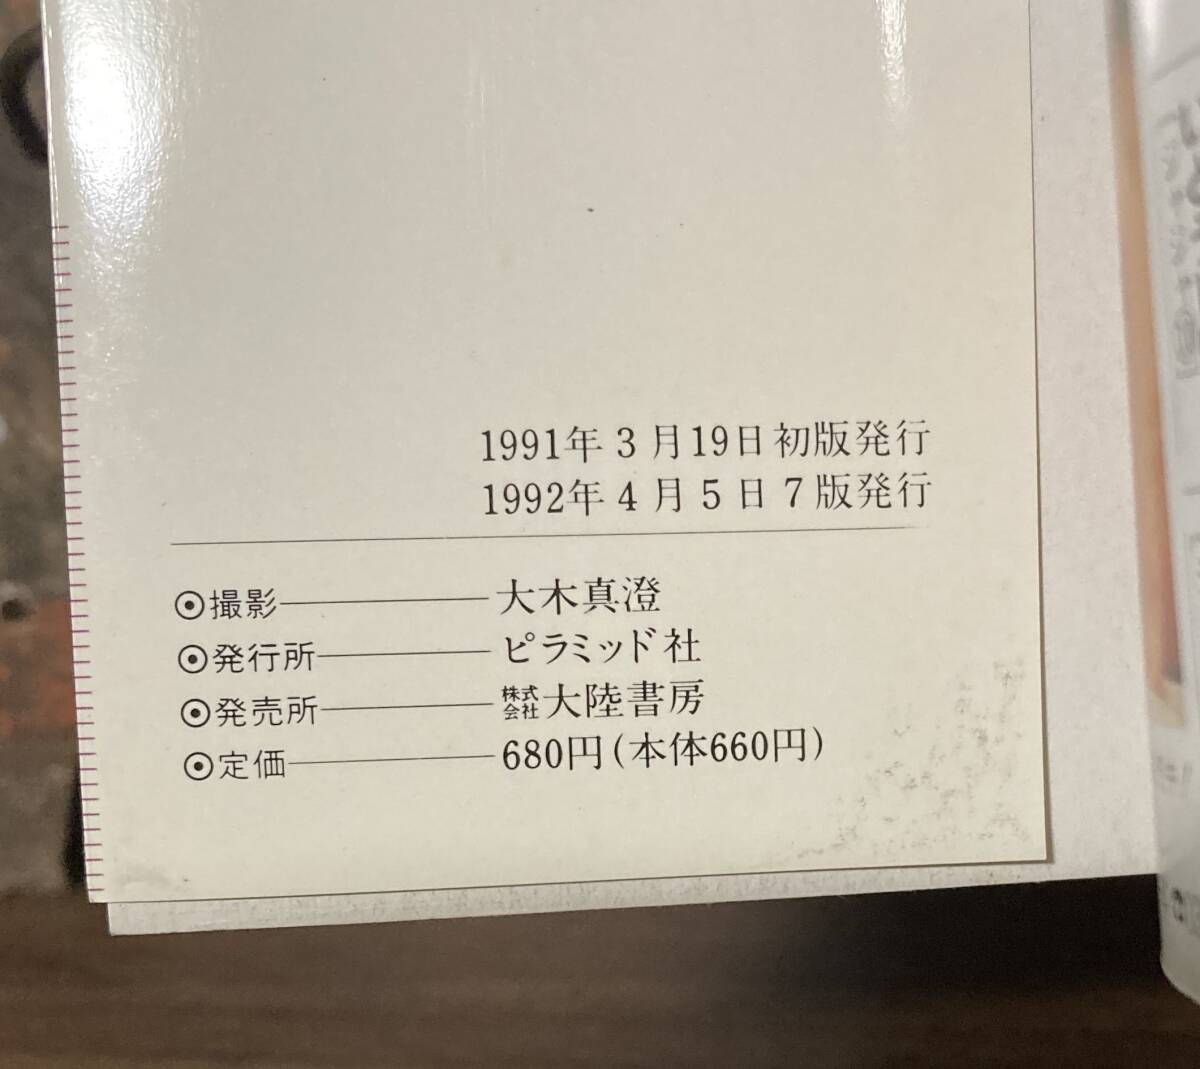 1991年3月19日初版発行
1992年4月5日7版発行
◉撮影――――大木真澄
◉発行所――――ピラミッド社
◉発売所――――株式会社大陸書房
◉定価――――680円(本体660円)